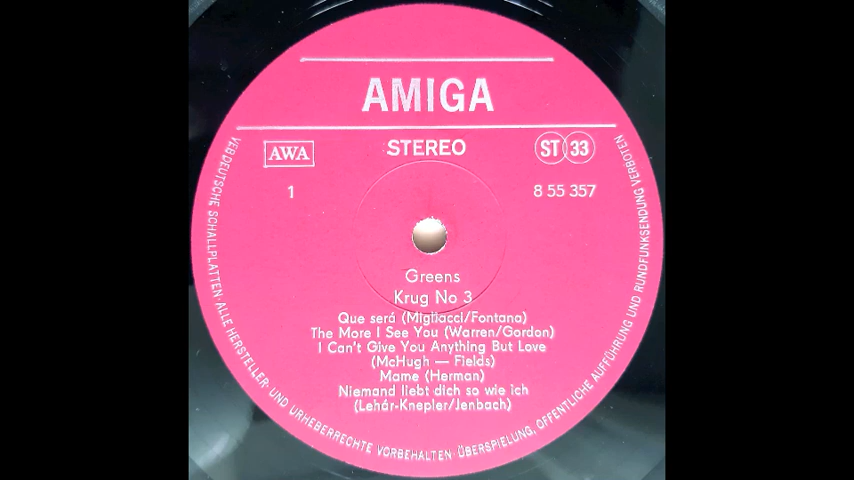 AMIGA
AWA
STEREO
ST 33
1
8 55 357
Greens
Krug No 3
Que será (Migliacci/Fontana)
The More I See You (Warren/Gordon)
I Can't Give You Anything But Love
(McHugh — Fields)
Mame (Herman)
Niemand liebt dich so wie ich
(Lehár-Knepler/Jenbach)
VEB DEUTSCHE SCHALLPLATTEN · ALLE HERSTELLER- UND URHEBERRECHTE VORBEHALTEN · ÜBERSPIELUNG, ÖFFENTLICHE AUFFÜHRUNG UND RUNDFUNKSENDUNG VERBOTEN